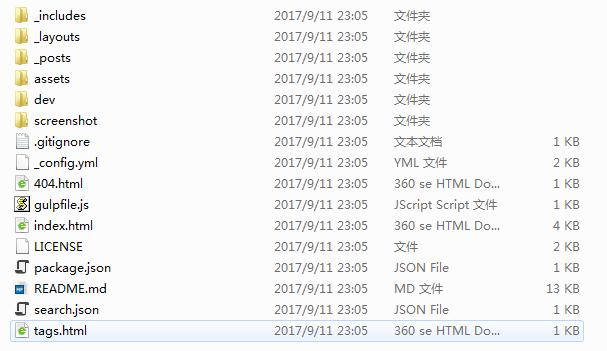 _includes 2017/9/11 23:05 文件夹
_layouts 2017/9/11 23:05 文件夹
_posts 2017/9/11 23:05 文件夹
assets 2017/9/11 23:05 文件夹
dev 2017/9/11 23:05 文件夹
screenshot 2017/9/11 23:05 文件夹
.gitignore 2017/9/11 23:05 文本文档 1 KB
_config.yml 2017/9/11 23:05 YML 文件 2 KB
404.html 2017/9/11 23:05 360 se HTML Do... 1 KB
gulpfile.js 2017/9/11 23:05 JScript Script 文件 1 KB
index.html 2017/9/11 23:05 360 se HTML Do... 4 KB
LICENSE 2017/9/11 23:05 文件 2 KB
package.json 2017/9/11 23:05 JSON File 1 KB
README.md 2017/9/11 23:05 MD 文件 13 KB
search.json 2017/9/11 23:05 JSON File 1 KB
tags.html 2017/9/11 23:05 360 se HTML Do... 1 KB